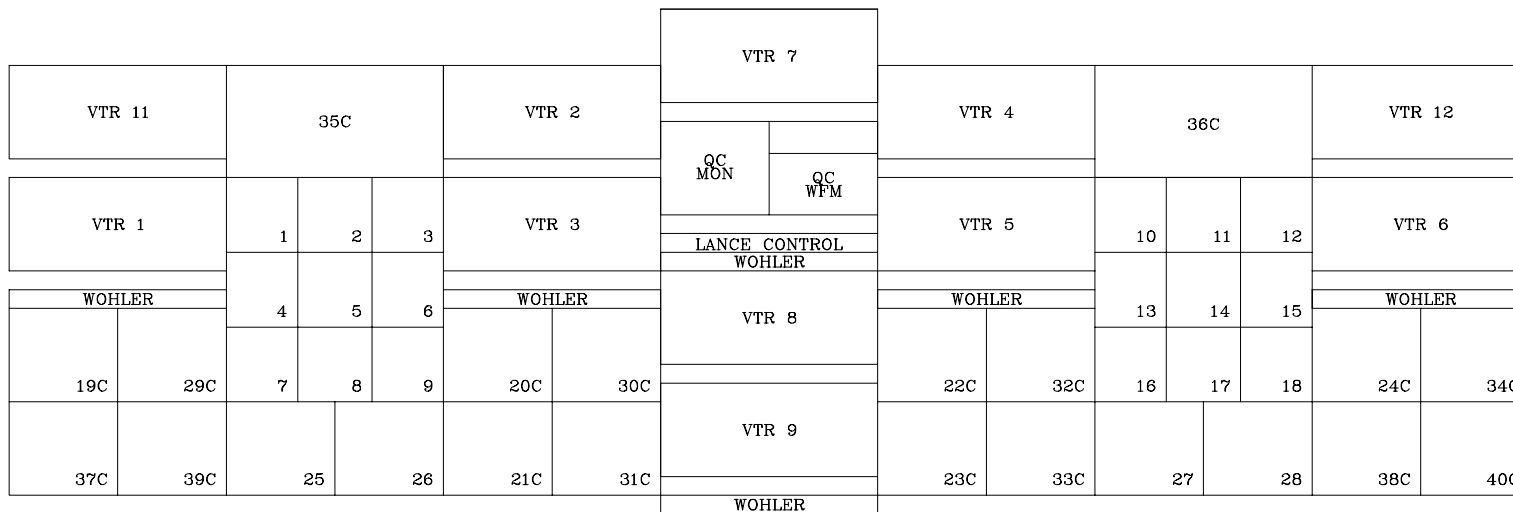 VTR 7
VTR 11
35C
VTR 2
VTR 4
36C
VTR 12
QC
MON
QC
WFM
VTR 1
1
2
3
VTR 3
VTR 5
10
11
12
VTR 6
LANCE CONTROL
WOHLER
WOHLER
4
5
6
WOHLER
VTR 8
WOHLER
13
14
15
WOHLER
19C
29C
7
8
9
20C
30C
22C
32C
16
17
18
24C
34C
VTR 9
37C
39C
25
26
21C
31C
23C
33C
27
28
38C
40C
WOHLER